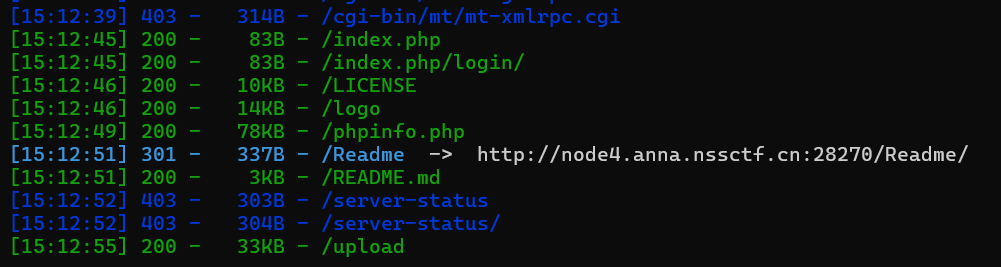 [15:12:39] 403 -   314B - /cgi-bin/mt/mt-xmlrpc.cgi
[15:12:45] 200 -    83B - /index.php
[15:12:45] 200 -    83B - /index.php/login/
[15:12:46] 200 -   10KB - /LICENSE
[15:12:46] 200 -   14KB - /logo
[15:12:49] 200 -   78KB - /phpinfo.php
[15:12:51] 301 -   337B - /Readme  ->  http://node4.anna.nssctf.cn:28270/Readme/
[15:12:51] 200 -    3KB - /README.md
[15:12:52] 403 -   303B - /server-status
[15:12:52] 403 -   304B - /server-status/
[15:12:55] 200 -   33KB - /upload